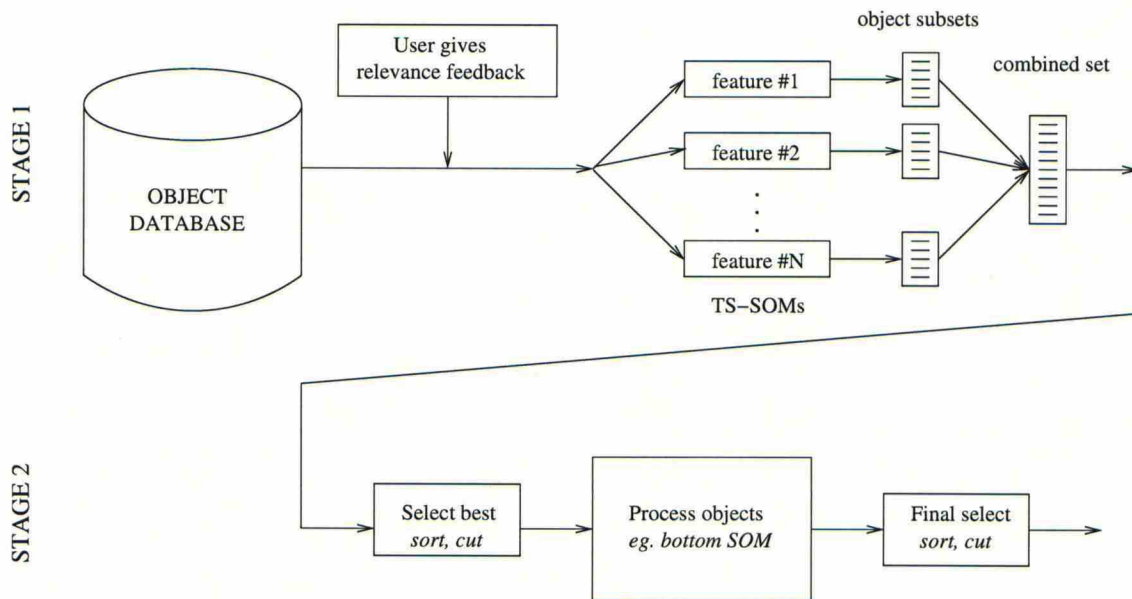 STAGE 1
User gives
relevance feedback
OBJECT
DATABASE
feature #1
feature #2
feature #N
TS-SOMs
object subsets
combined set
STAGE 2
Select best
sort, cut
Process objects
eg. bottom SOM
Final select
sort, cut